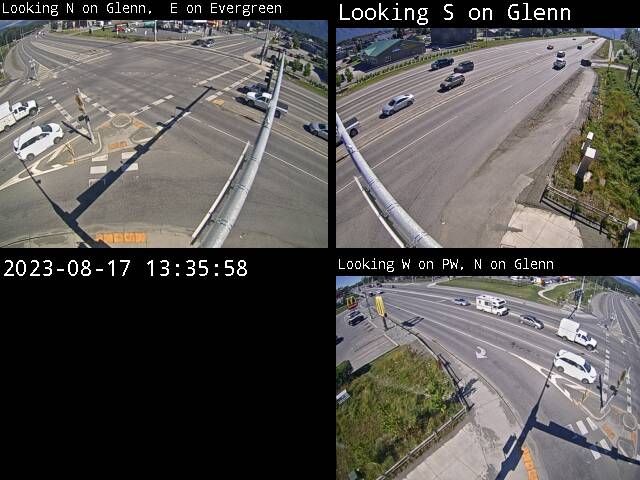 Looking N on Glenn,  E on Evergreen
Looking S on Glenn
2023-08-17 13:35:58
Looking W on PW, N on Glenn